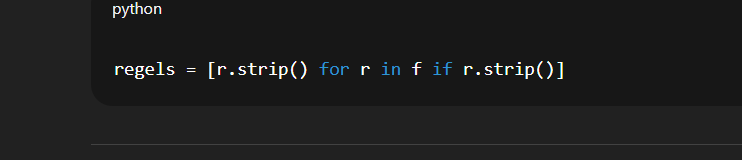 python
regels = [r.strip() for r in f if r.strip()]